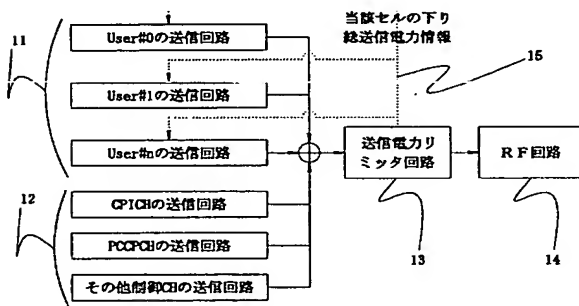 11
User#0の送信回路
User#1の送信回路
User#nの送信回路
当該セルの下り
総送信電力情報
15
送信電力リ
ミッタ回路
13
RF回路
14
12
CPICHの送信回路
PCCPCHの送信回路
その他制御CHの送信回路